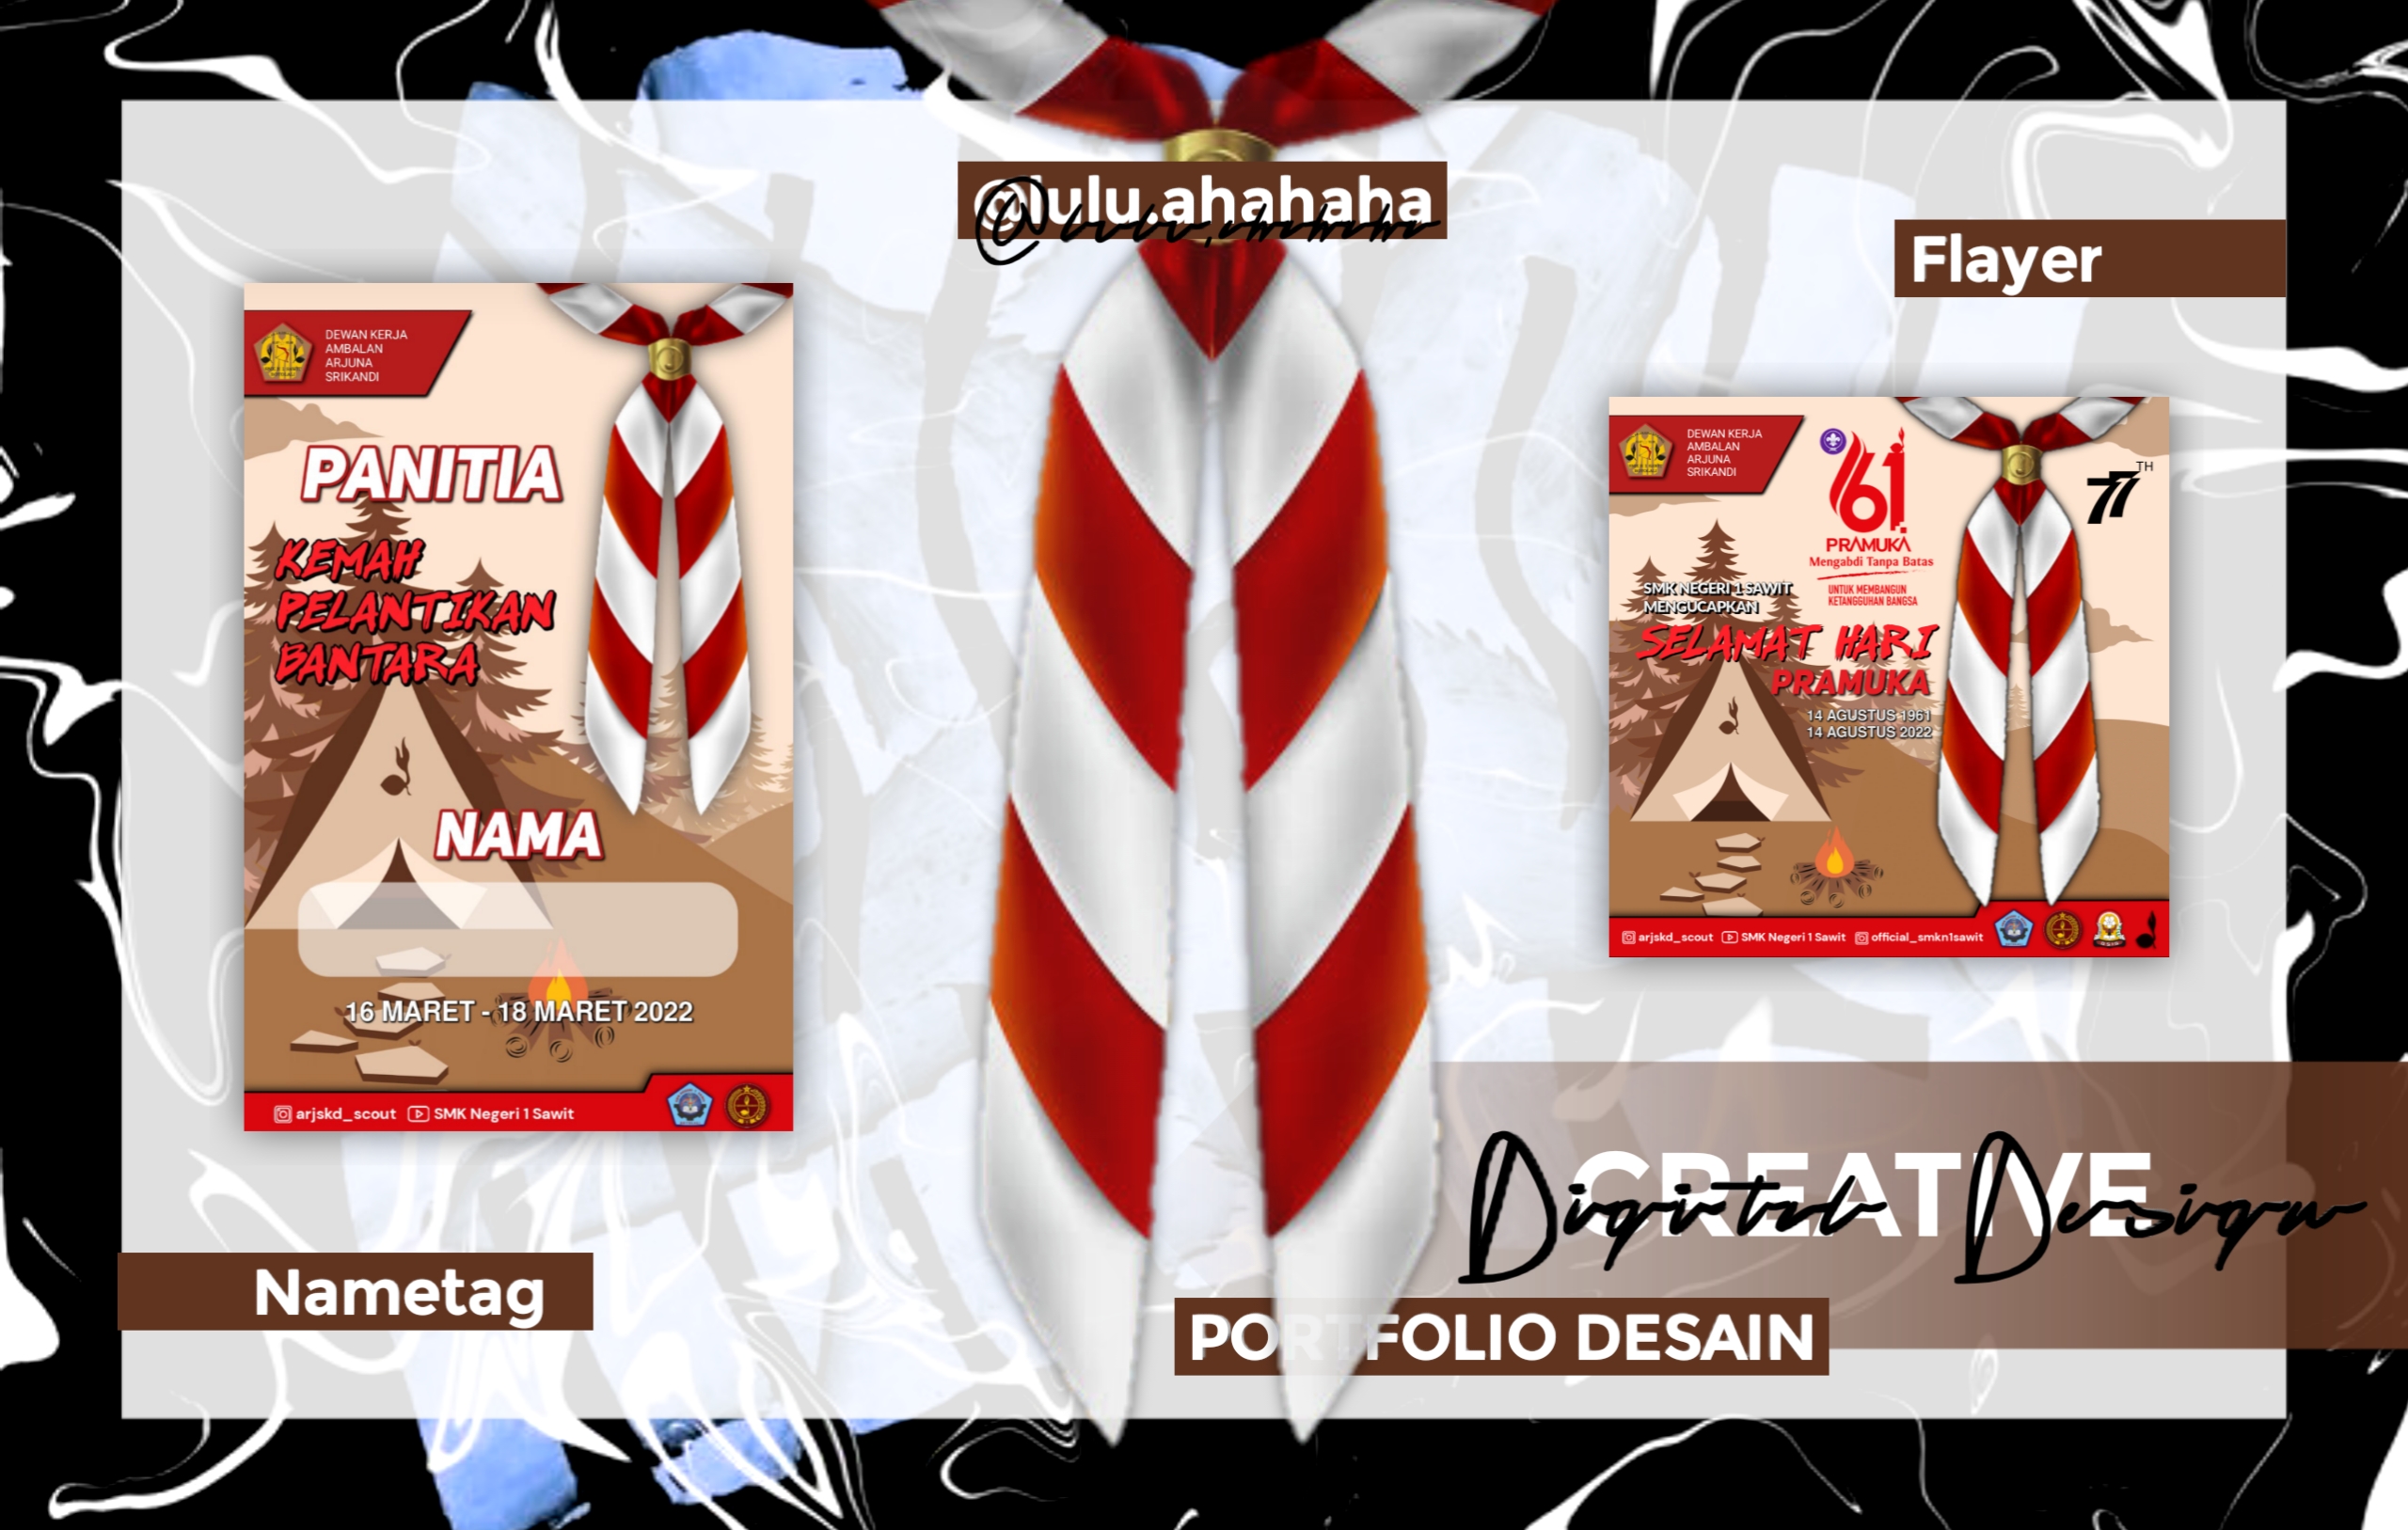 @lulu.ahahaha
@lulu.ahahaha
Flayer
DEWAN KERJA
AMBALAN
ARJUNA
SRIKANDI
PANITIA
KEMAH
PELANTIKAN
BANTARA
NAMA
16 MARET - 18 MARET 2022
arjskd_scout SMK Negeri 1 Sawit
Nametag
DEWAN KERJA
AMBALAN
ARJUNA
SRIKANDI
61
PRAMUKA
Mengabdi Tanpa Batas
UNTUK MEMBANGUN
KETANGGUHAN BANGSA
77TH
SMK NEGERI 1 SAWIT
MENGUCAPKAN
SELAMAT HARI
PRAMUKA
14 AGUSTUS 1961
14 AGUSTUS 2022
arjskd_scout SMK Negeri 1 Sawit official_smkn1sawit
CREATIVE
Digital Design
PORTFOLIO DESAIN